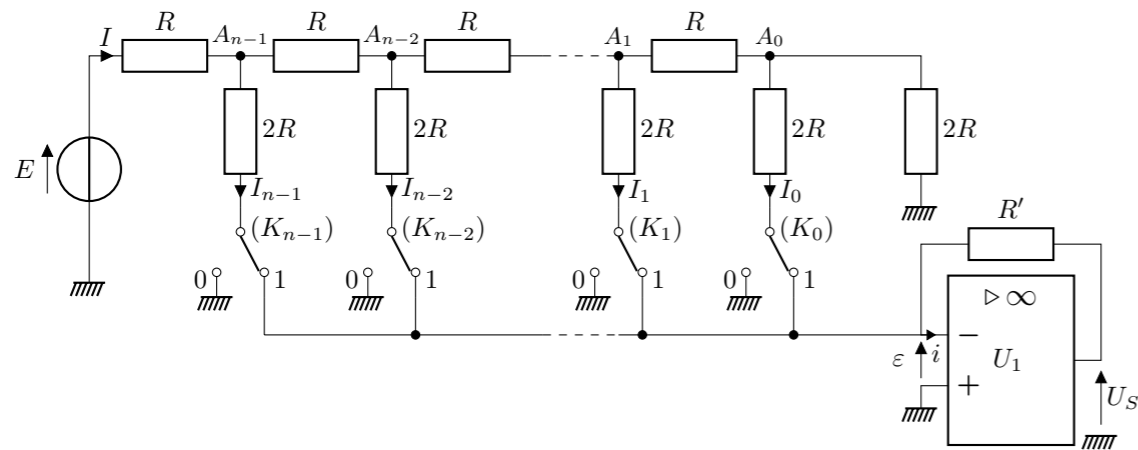 I R A_{n−1} R A_{n−2} R A_1 R A_0
E 2R 2R 2R 2R 2R
I_{n−1} I_{n−2} I_1 I_0
(K_{n−1}) (K_{n−2}) (K_1) (K_0) R′
0 1 0 1 0 1 0 1
▷∞
ε i − U_1
+ U_S